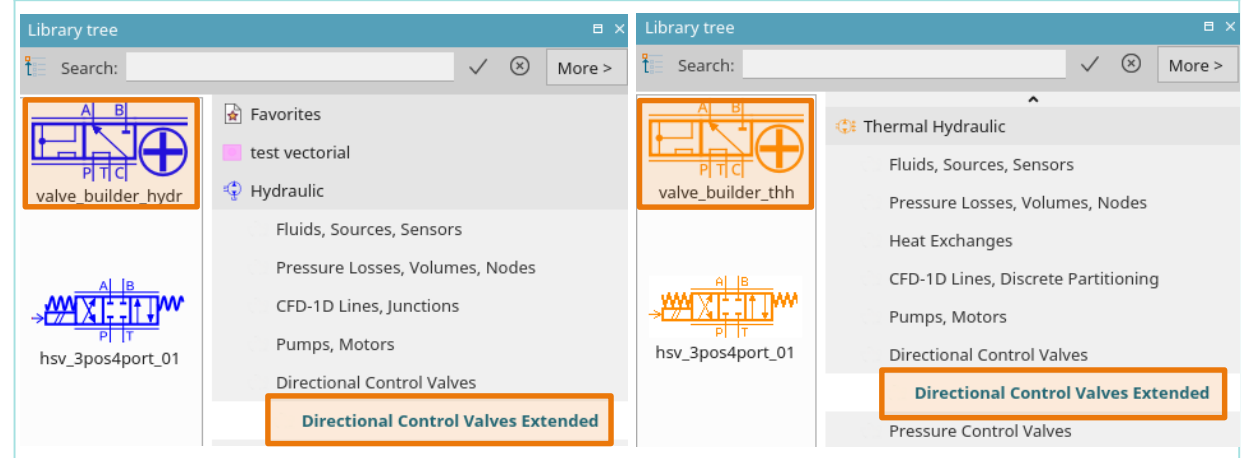 Library tree
Search:
More >
A B
P T C
valve_builder_hydr
A B
P T
hsv_3pos4port_01
Favorites
test vectorial
Hydraulic
Fluids, Sources, Sensors
Pressure Losses, Volumes, Nodes
CFD-1D Lines, Junctions
Pumps, Motors
Directional Control Valves
Directional Control Valves Extended
Library tree
Search:
More >
A B
P T C
valve_builder_thh
A B
P T
hsv_3pos4port_01
Thermal Hydraulic
Fluids, Sources, Sensors
Pressure Losses, Volumes, Nodes
Heat Exchanges
CFD-1D Lines, Discrete Partitioning
Pumps, Motors
Directional Control Valves
Directional Control Valves Extended
Pressure Control Valves